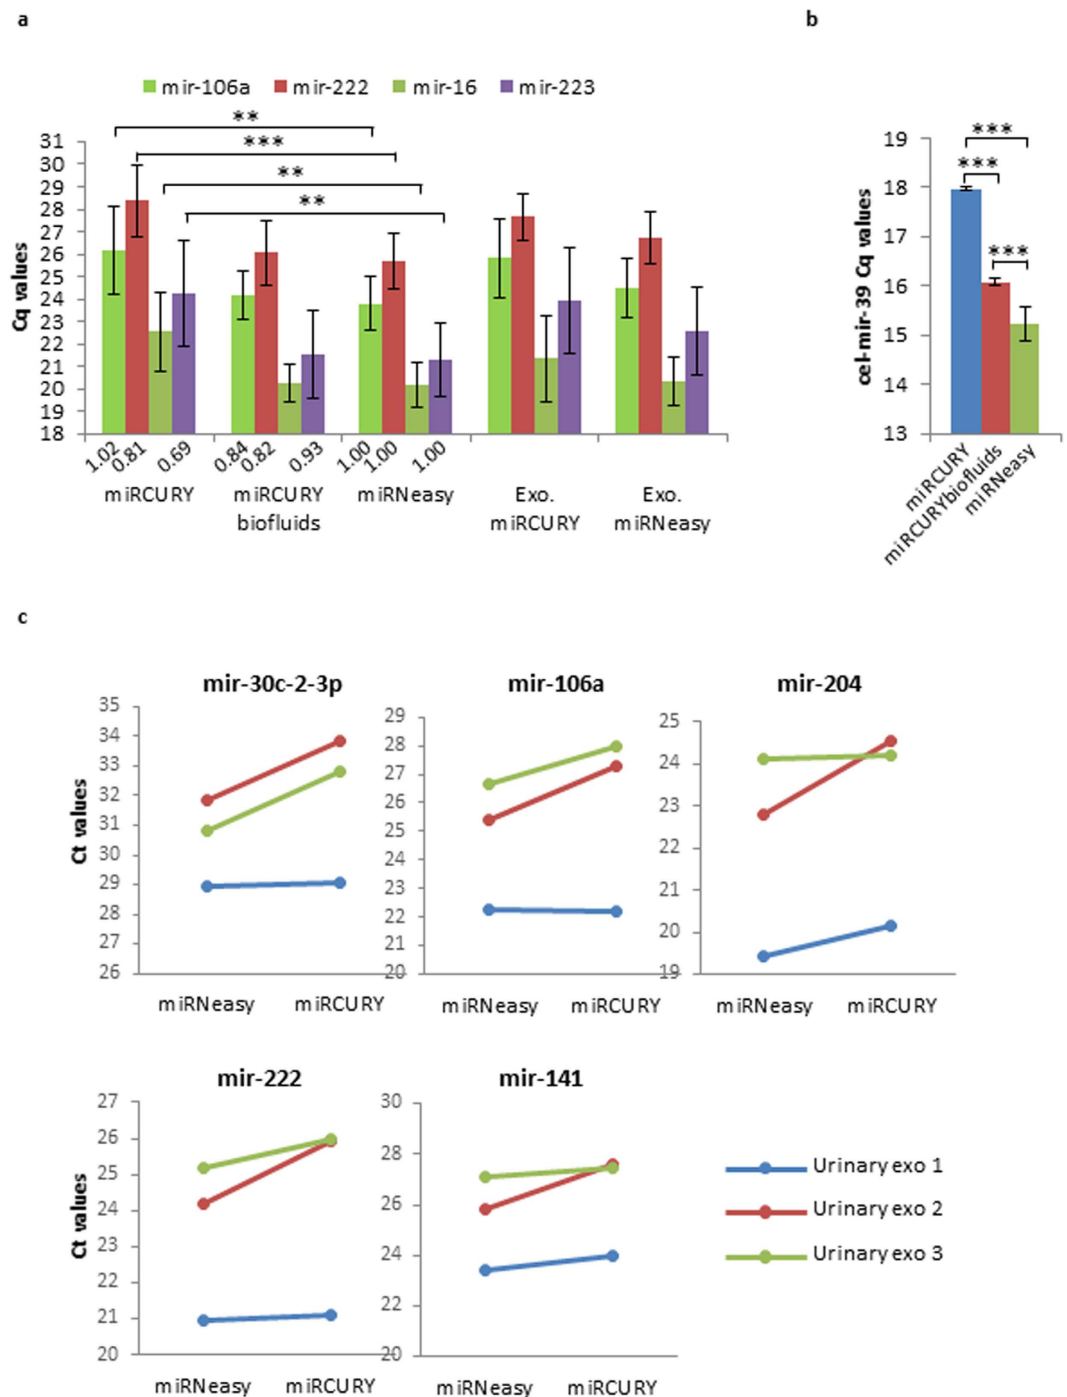 a
b
mir-106a mir-222 mir-16 mir-223
**
***
**
**
Cq values
31
30
29
28
27
26
25
24
23
22
21
20
19
18
1.02 0.81 0.69 0.84 0.82 0.93 1.00 1.00 1.00
miRCURY miRCURY miRNeasy Exo. Exo.
biofluids miRCURY miRNeasy
cel-mir-39 Cq values
19
18
17
16
15
14
13
***
***
***
miRCURY
miRCURYbiofluids
miRNeasy
c
mir-30c-2-3p
Ct values
35
34
33
32
31
30
29
28
27
26
miRNeasy miRCURY
mir-106a
29
28
27
26
25
24
23
22
21
20
miRNeasy miRCURY
mir-204
25
24
23
22
21
20
19
miRNeasy miRCURY
mir-222
Ct values
27
26
25
24
23
22
21
20
miRNeasy miRCURY
mir-141
30
28
26
24
22
20
miRNeasy miRCURY
Urinary exo 1
Urinary exo 2
Urinary exo 3